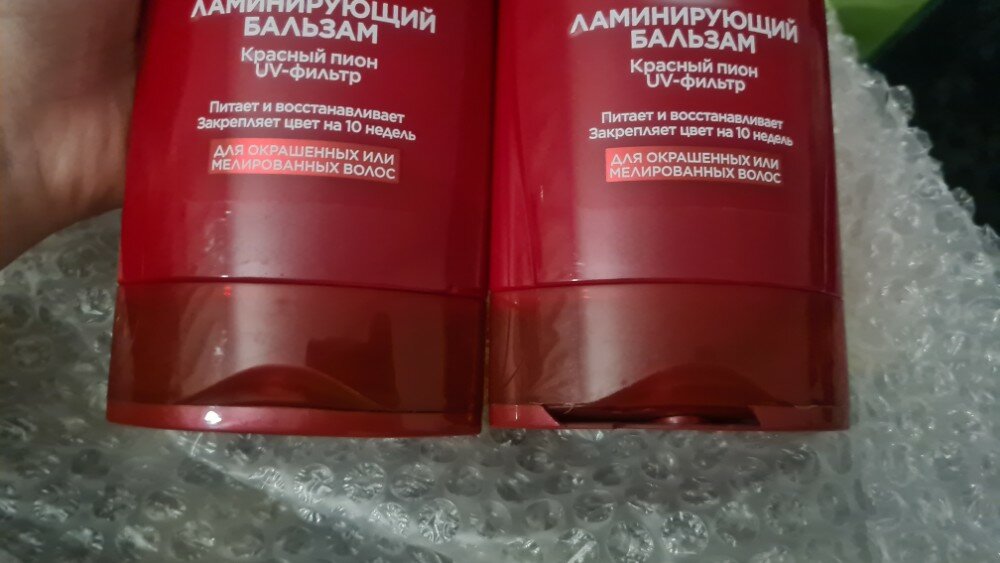 ЛАМИНИРУЮЩИЙ
БАЛЬЗАМ
Красный пион
UV-фильтр
Питает и восстанавливает
Закрепляет цвет на 10 недель
ДЛЯ ОКРАШЕННЫХ ИЛИ
МЕЛИРОВАННЫХ ВОЛОС
ЛАМИНИРУЮЩИЙ
БАЛЬЗАМ
Красный пион
UV-фильтр
Питает и восстанавливает
Закрепляет цвет на 10 недель
ДЛЯ ОКРАШЕННЫХ ИЛИ
МЕЛИРОВАННЫХ ВОЛОС